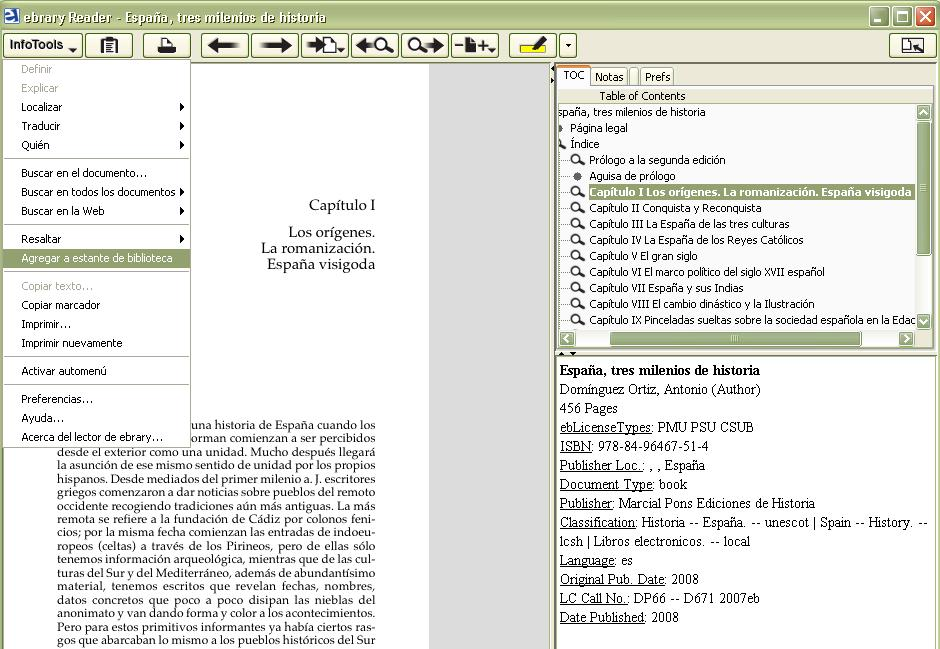 ebrary Reader - España, tres milenios de historia
InfoTools
Definir
Explicar
Localizar
Traducir
Quién
Buscar en el documento...
Buscar en todos los documentos
Buscar en la Web
Resaltar
Agregar a estante de biblioteca
Copiar texto...
Copiar marcador
Imprimir...
Imprimir nuevamente
Activar automenú
Preferencias...
Ayuda...
Acerca del lector de ebrary...
Capítulo I
Los orígenes.
La romanización.
España visigoda
una historia de España cuando los
orman comienzan a ser percibidos
desde el exterior como una unidad. Mucho después llegará
la asunción de ese mismo sentido de unidad por los propios
hispanos. Desde mediados del primer milenio a. J. escritores
griegos comenzaron a dar noticias sobre pueblos del remoto
occidente recogiendo tradiciones aún más antiguas. La más
remota se refiere a la fundación de Cádiz por colonos feni-
cios; por la misma fecha comienzan las entradas de indoeu-
ropeos (celtas) a través de los Pirineos, pero de ellas sólo
tenemos información arqueológica, mientras que de las cul-
turas del Sur y del Mediterráneo, además de abundantísimo
material, tenemos escritos que revelan fechas, nombres,
datos concretos que poco a poco disipan las nieblas del
anonimato y van dando forma y color a los acontecimientos.
Pero para estos primitivos informantes ya había ciertos ras-
gos que abarcaban lo mismo a los pueblos históricos del Sur
TOC Notas Prefs
Table of Contents
spaña, tres milenios de historia
Página legal
Índice
Prólogo a la segunda edición
Aguisa de prólogo
Capítulo I Los orígenes. La romanización. España visigoda
Capítulo II Conquista y Reconquista
Capítulo III La España de las tres culturas
Capítulo IV La España de los Reyes Católicos
Capítulo V El gran siglo
Capítulo VI El marco político del siglo XVII español
Capítulo VII España y sus Indias
Capítulo VIII El cambio dinástico y la Ilustración
Capítulo IX Pinceladas sueltas sobre la sociedad española en la Edac
España, tres milenios de historia
Domínguez Ortiz, Antonio (Author)
456 Pages
ebLicenseTypes: PMU PSU CSUB
ISBN: 978-84-96467-51-4
Publisher Loc.: , , España
Document Type: book
Publisher: Marcial Pons Ediciones de Historia
Classification: Historia -- España. -- unescot | Spain -- History. --
lcsh | Libros electronicos. -- local
Language: es
Original Pub. Date: 2008
LC Call No.: DP66 -- D671 2007eb
Date Published: 2008